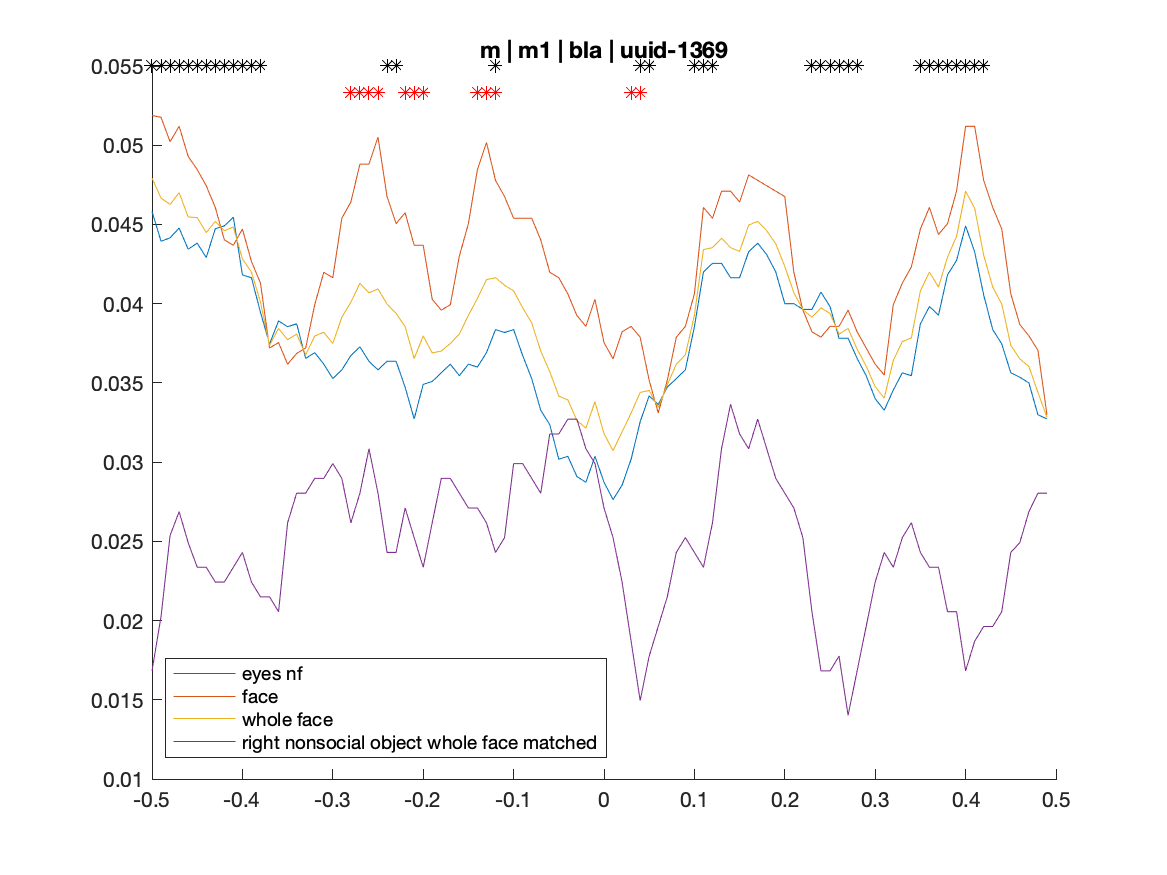 m | m1 | bla | uuid-1369
0.055
0.05
0.045
0.04
0.035
0.03
0.025
0.02
0.015
0.01
eyes nf
face
whole face
right nonsocial object whole face matched
-0.5 -0.4 -0.3 -0.2 -0.1 0 0.1 0.2 0.3 0.4 0.5